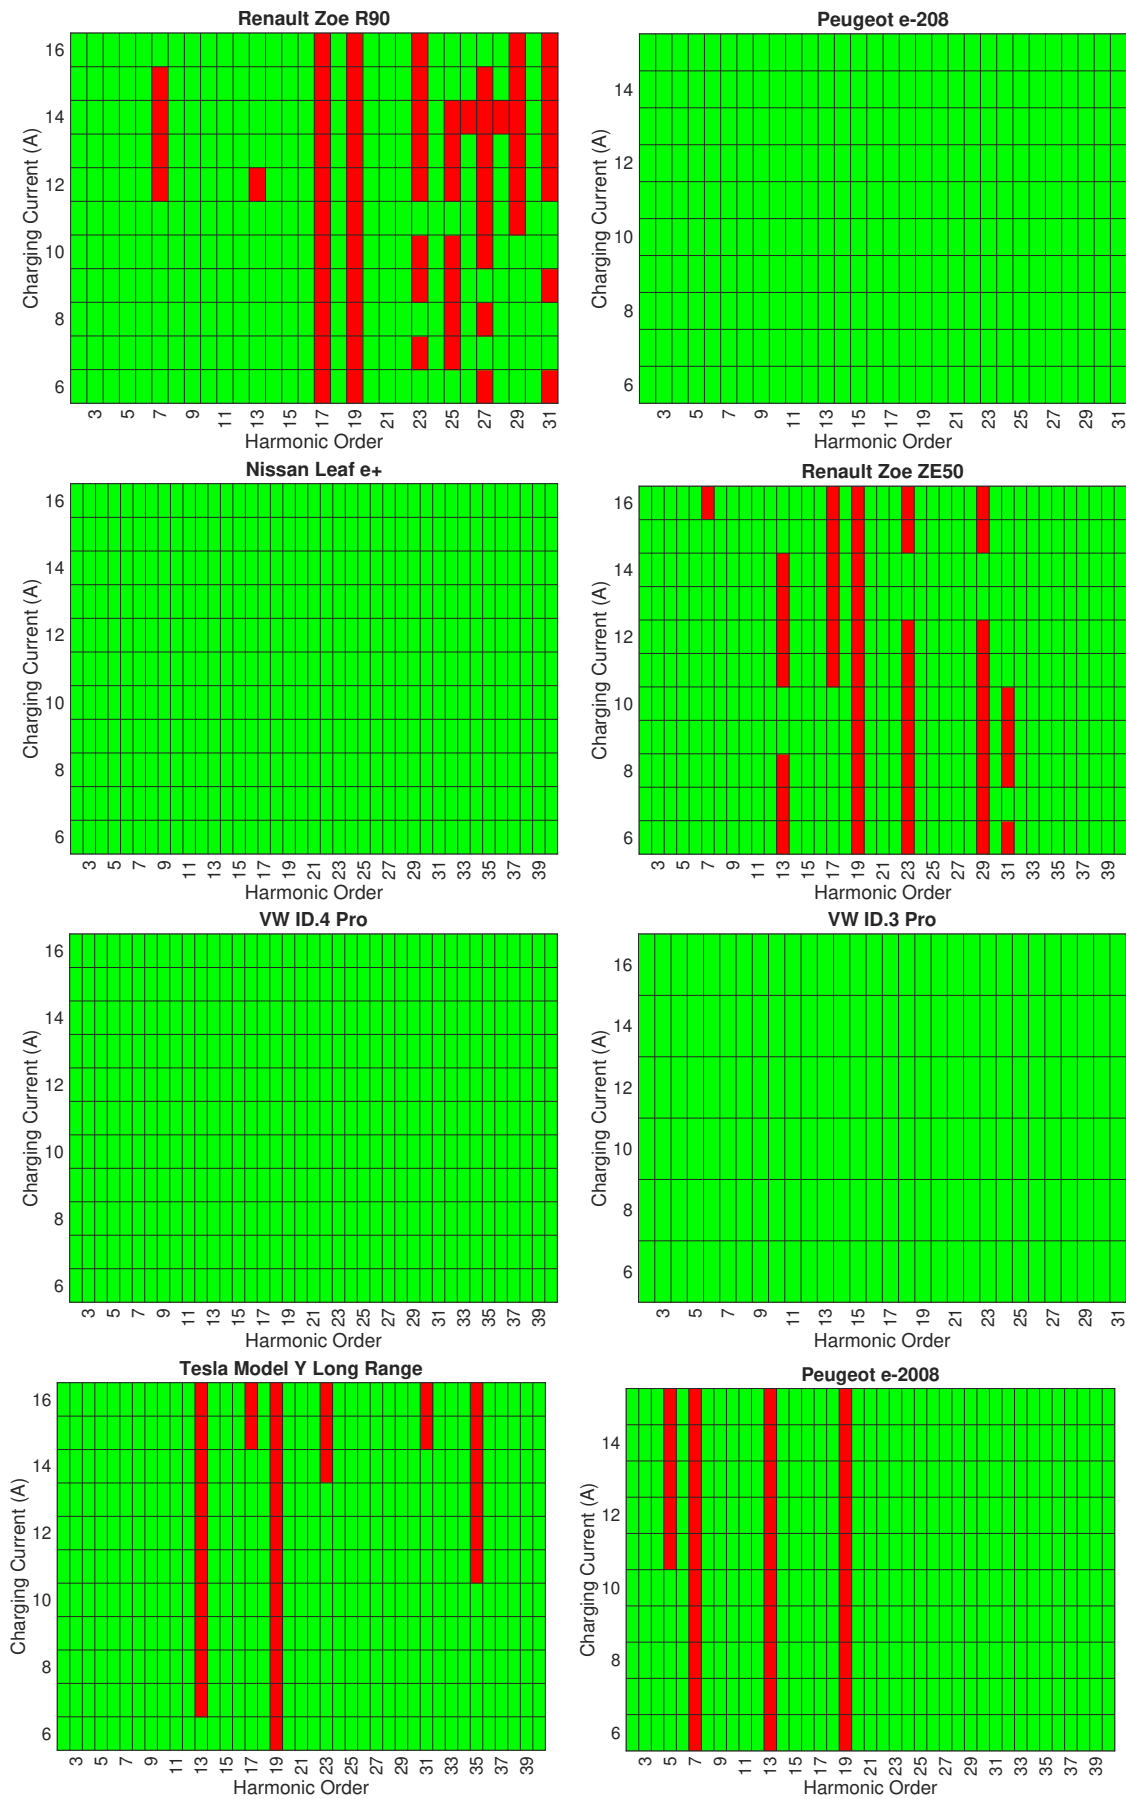 Renault Zoe R90
Charging Current (A)
16
14
12
10
8
6
3 5 7 9 11 13 15 17 19 23 25 27 29 31
Harmonic Order
Peugeot e-208
Charging Current (A)
14
12
10
8
6
3 5 7 9 11 13 15 17 19 21 23 25 27 29 31
Harmonic Order
Nissan Leaf e+
Charging Current (A)
16
14
12
10
8
6
3 5 7 9 11 13 15 17 19 21 23 25 27 29 31 33 35 37 39
Harmonic Order
Renault Zoe ZE50
Charging Current (A)
16
14
12
10
8
6
3 5 7 9 11 13 15 17 19 21 23 25 27 29 31 33 35 37 39
Harmonic Order
VW ID.4 Pro
Charging Current (A)
16
14
12
10
8
6
3 5 7 9 11 13 15 17 19 21 23 25 27 29 31 33 35 37 39
Harmonic Order
VW ID.3 Pro
Charging Current (A)
16
14
12
10
8
6
3 5 7 9 11 13 15 17 19 21 23 25 27 29 31
Harmonic Order
Tesla Model Y Long Range
Charging Current (A)
16
14
12
10
8
6
3 5 7 9 11 13 15 17 19 21 23 25 27 29 31 33 35 37 39
Harmonic Order
Peugeot e-2008
Charging Current (A)
14
12
10
8
6
3 5 7 9 11 13 15 17 19 21 23 25 27 29 31 33 35 37 39
Harmonic Order